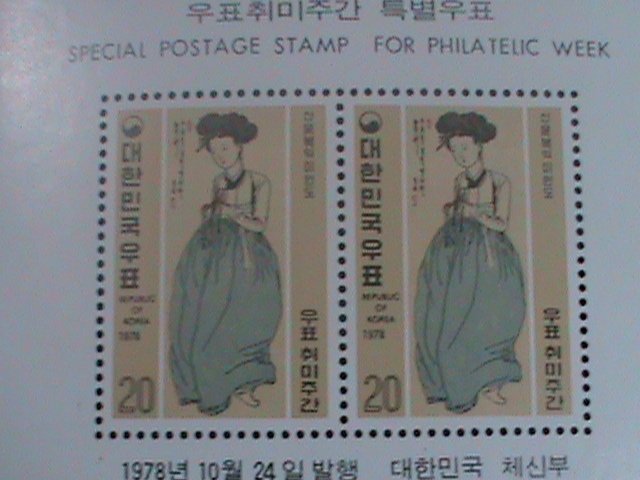 우표취미주간 특별우표
SPECIAL POSTAGE STAMP FOR PHILATELIC WEEK
대한민국우표
REPUBLIC
OF
KOREA
1978
20
우표취미주간
대한민국우표
REPUBLIC
OF
KOREA
1978
20
우표취미주간
1978년 10월 24일 발행 대한민국 체신부